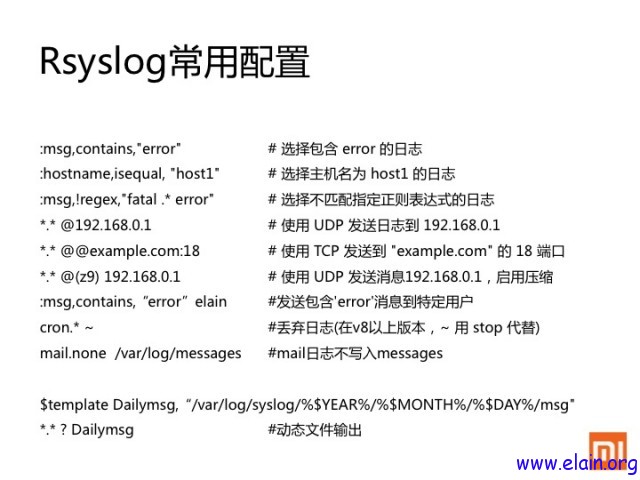 Rsyslog常用配置
:msg,contains,"error" # 选择包含 error 的日志
:hostname,isequal, "host1" # 选择主机名为 host1 的日志
:msg,!regex,"fatal .* error" # 选择不匹配指定正则表达式的日志
*.* @192.168.0.1 # 使用 UDP 发送日志到 192.168.0.1
*.* @@example.com:18 # 使用 TCP 发送到 "example.com" 的 18 端口
*.* @(z9) 192.168.0.1 # 使用 UDP 发送消息192.168.0.1，启用压缩
:msg,contains,“error”elain #发送包含'error'消息到特定用户
cron.* ~ #丢弃日志(在v8以上版本，~ 用 stop 代替)
mail.none /var/log/messages #mail日志不写入messages
$template Dailymsg,“/var/log/syslog/%$YEAR%/%$MONTH%/%$DAY%/msg"
*.* ? Dailymsg #动态文件输出
MI
www.elain.org